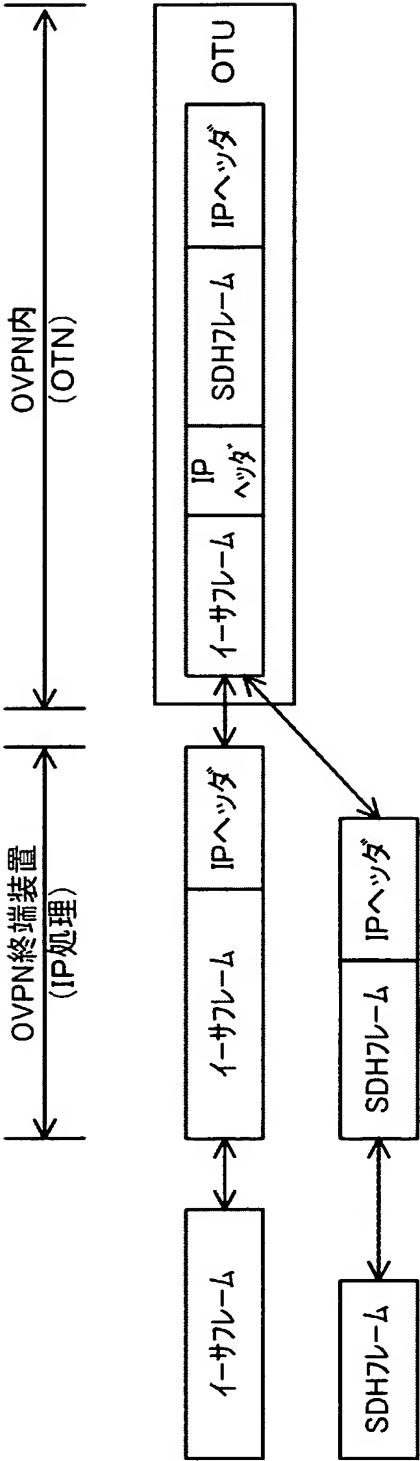 OVPN終端装置
(IP処理)
OVPN内
(OTN)
イーサフレーム
イーサフレーム
IPヘッダ
イーサフレーム
IP
ヘッダ
SDHフレーム
IPヘッダ
OTU
SDHフレーム
SDHフレーム
IPヘッダ